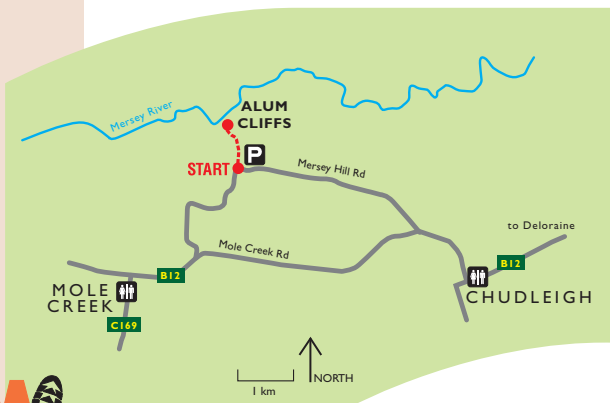 Mersey River
ALUM
CLIFFS
P
START
Mersey Hill Rd
to Deloraine
Mole Creek Rd
B12
B12
MOLE
CREEK
CHUDLEIGH
C169
NORTH
1 km